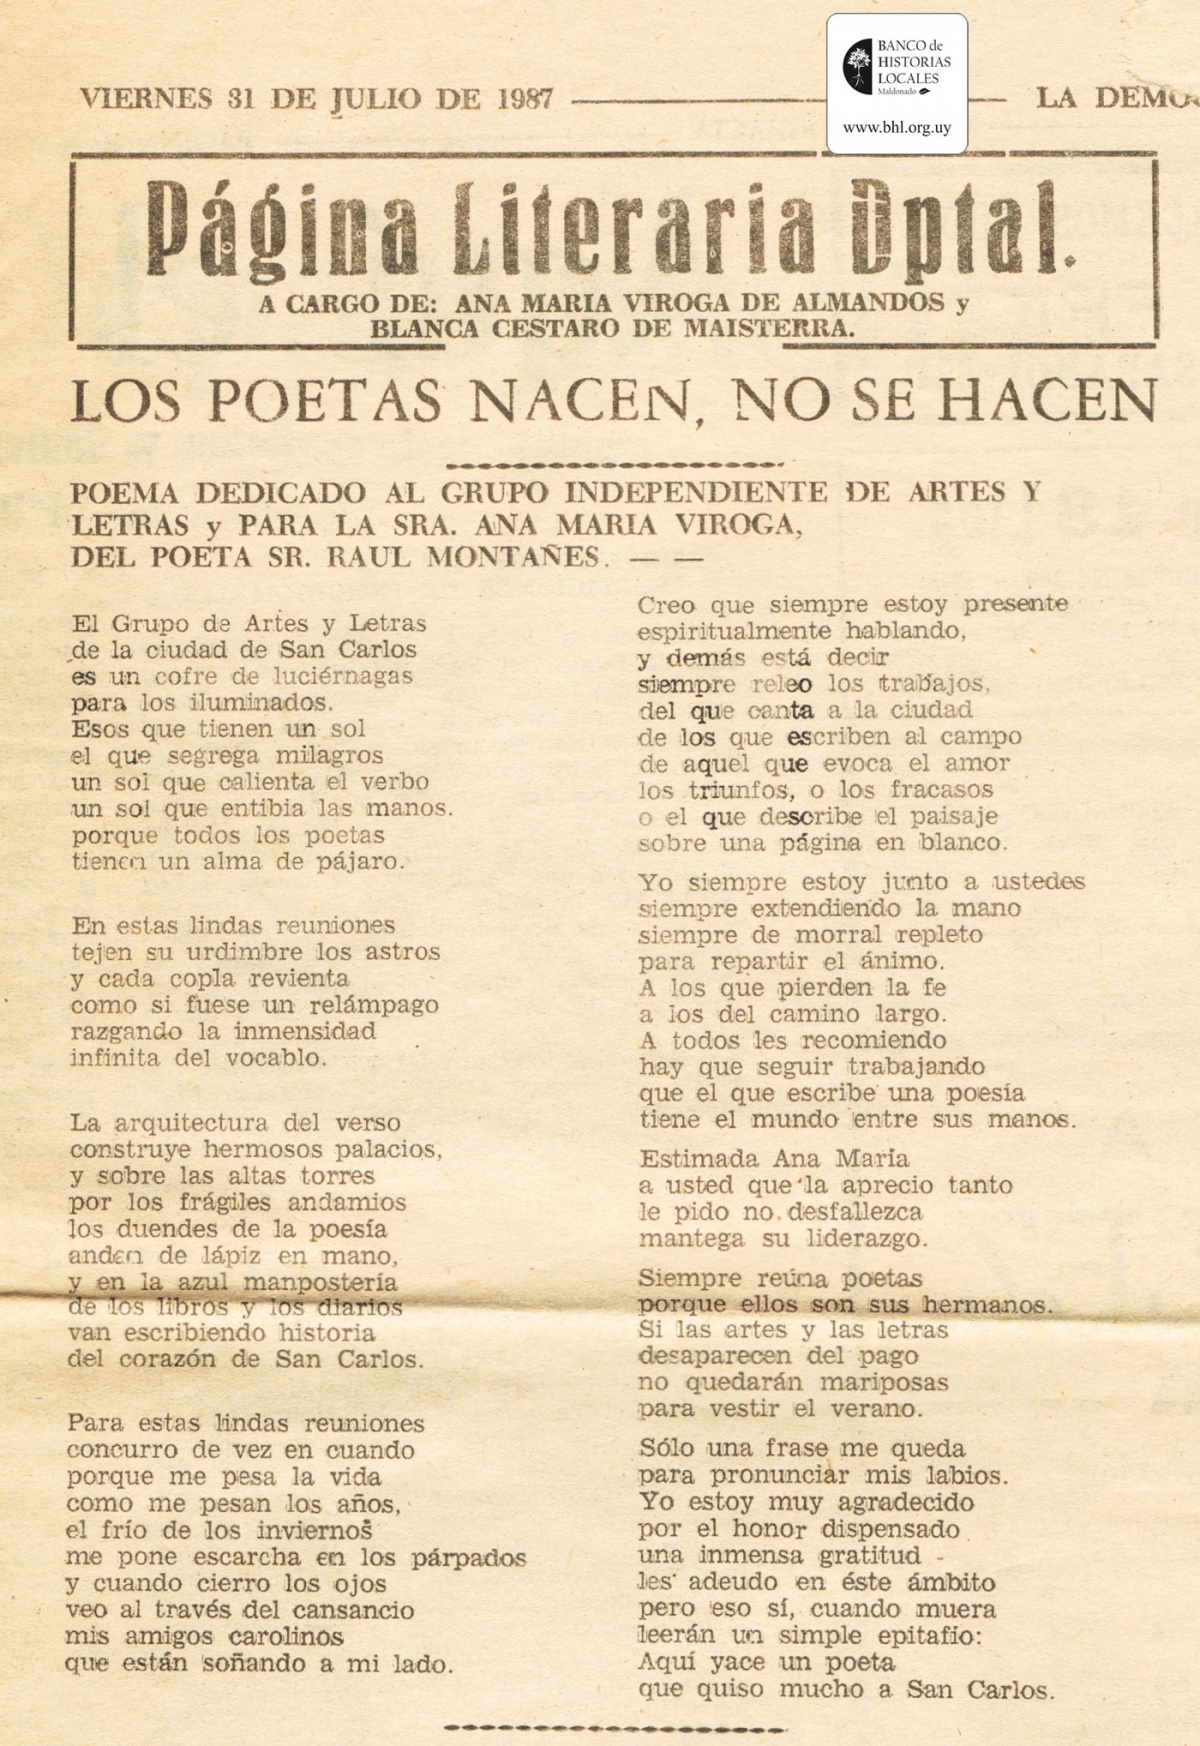 BANCO de
HISTORIAS
LOCALES
Maldonado
www.bhl.org.uy
VIERNES 31 DE JULIO DE 1987
LA
Página Literaria Dptal.
A CARGO DE: ANA MARIA VIROGA DE ALMANDOS y
BLANCA CESTARO DE MAISTERRA.
LOS POETAS NACEN, NO SE HACEN
POEMA DEDICADO AL GRUPO INDEPENDIENTE DE ARTES Y
LETRAS y PARA LA SRA. ANA MARIA VIROGA,
DEL POETA SR. RAUL MONTAÑES. — —
El Grupo de Artes y Letras
de la ciudad de San Carlos
es un cofre de luciérnagas
para los iluminados.
Esos que tienen un sol
el que segrega milagros
un sol que calienta el verbo
un sol que entibia las manos.
porque todos los poetas
tienen un alma de pájaro.
En estas lindas reuniones
tejen su urdimbre los astros
y cada copla revienta
como si fuese un relámpago
razgando la inmensidad
infinita del vocablo.
La arquitectura del verso
construye hermosos palacios,
y sobre las altas torres
por los frágiles andamios
los duendes de la poesía
anden de lápiz en mano,
y en la azul manpostería
de los libros y los diarios
van escribiendo historia
del corazón de San Carlos.
Para estas lindas reuniones
concurro de vez en cuando
porque me pesa la vida
como me pesan los años,
el frío de los inviernos
me pone escarcha en los párpados
y cuando cierro los ojos
veo al través del cansancio
mis amigos carolinos
que están soñando a mi lado.
Creo que siempre estoy presente
espiritualmente hablando,
y demás está decir
siempre releo los trabajos,
del que canta a la ciudad
de los que escriben al campo
de aquel que evoca el amor
los triunfos, o los fracasos
o el que describe el paisaje
sobre una página en blanco.
Yo siempre estoy junto a ustedes
siempre extendiendo la mano
siempre de morral repleto
para repartir el ánimo.
A los que pierden la fe
a los del camino largo.
A todos les recomiendo
hay que seguir trabajando
que el que escribe una poesía
tiene el mundo entre sus manos.
Estimada Ana María
a usted que la aprecio tanto
le pido no desfallezca
mantega su liderazgo.
Siempre reúna poetas
porque ellos son sus hermanos.
Si las artes y las letras
desaparecen del pago
no quedarán mariposas
para vestir el verano.
Sólo una frase me queda
para pronunciar mis labios.
Yo estoy muy agradecido
por el honor dispensado
una inmensa gratitud
les adeudo en éste ámbito
pero eso sí, cuando muera
leerán un simple epitafio:
Aquí yace un poeta
que quiso mucho a San Carlos.